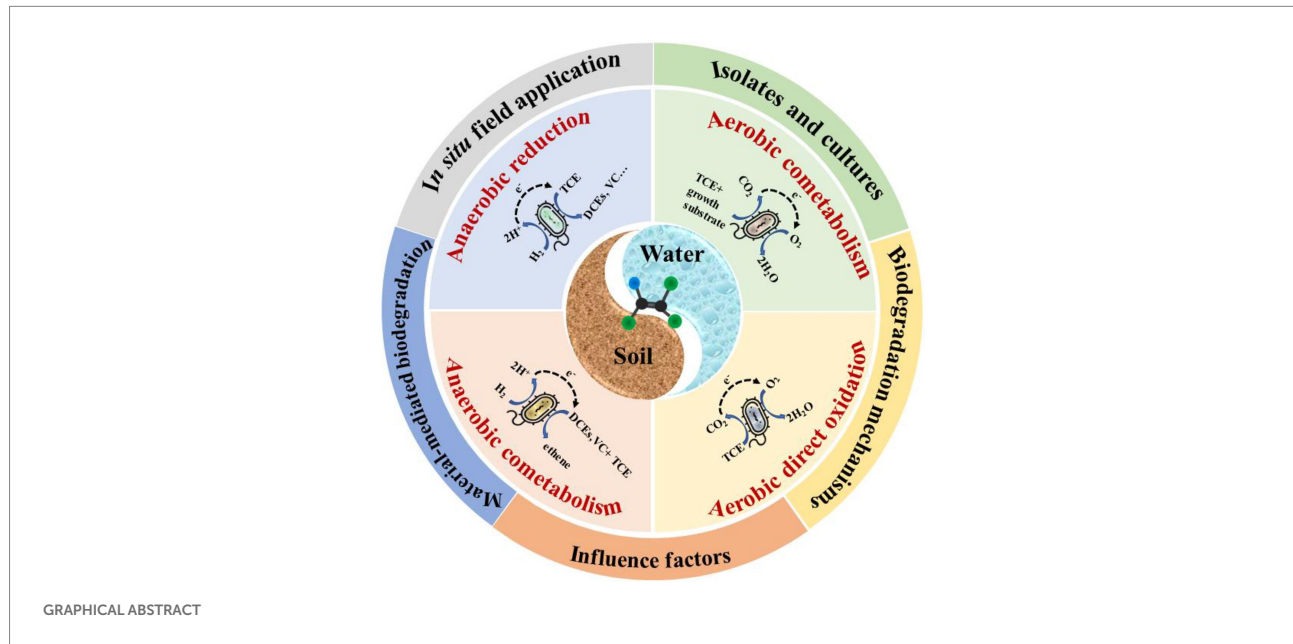 In situ field application
Isolates and cultures
Biodegradation mechanisms
Influence factors
Material-mediated biodegradation
Anaerobic reduction
e⁻
TCE
DCEs, VC...
2H⁺
H₂
Aerobic cometabolism
TCE+
growth
substrate
CO₂
e⁻
O₂
2H₂O
Water
Soil
Anaerobic cometabolism
2H⁺
e⁻
H₂
DCEs,VC+ TCE
ethene
Aerobic direct oxidation
e⁻
O₂
CO₂
2H₂O
TCE
GRAPHICAL ABSTRACT